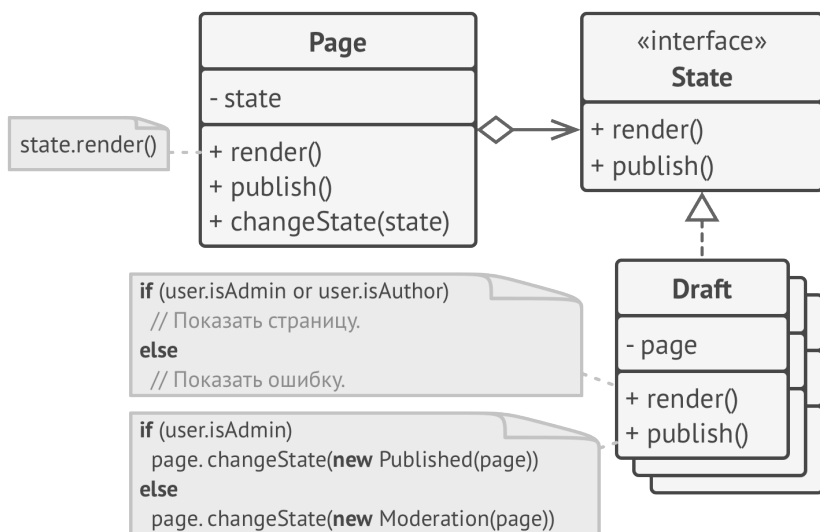 Page
- state
+ render()
+ publish()
+ changeState(state)
state.render()
«interface»
State
+ render()
+ publish()
Draft
- page
+ render()
+ publish()
if (user.isAdmin or user.isAuthor)
// Показать страницу.
else
// Показать ошибку.
if (user.isAdmin)
page. changeState(new Published(page))
else
page. changeState(new Moderation(page))